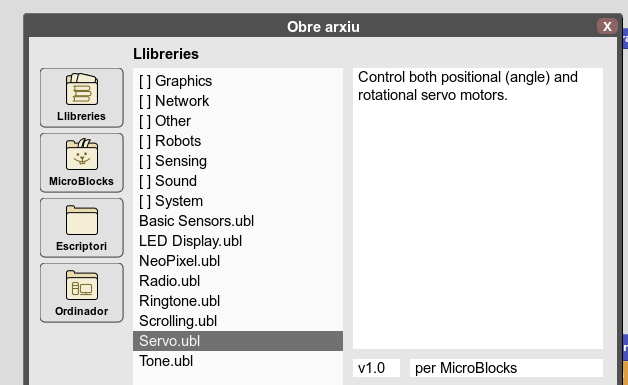 Obre arxiu
X
Llibreries
Llibreries
MicroBlocks
Escriptori
Ordinador
[ ] Graphics
[ ] Network
[ ] Other
[ ] Robots
[ ] Sensing
[ ] Sound
[ ] System
Basic Sensors.ubl
LED Display.ubl
NeoPixel.ubl
Radio.ubl
Ringtone.ubl
Scrolling.ubl
Servo.ubl
Tone.ubl
Control both positional (angle) and
rotational servo motors.
v1.0
per MicroBlocks